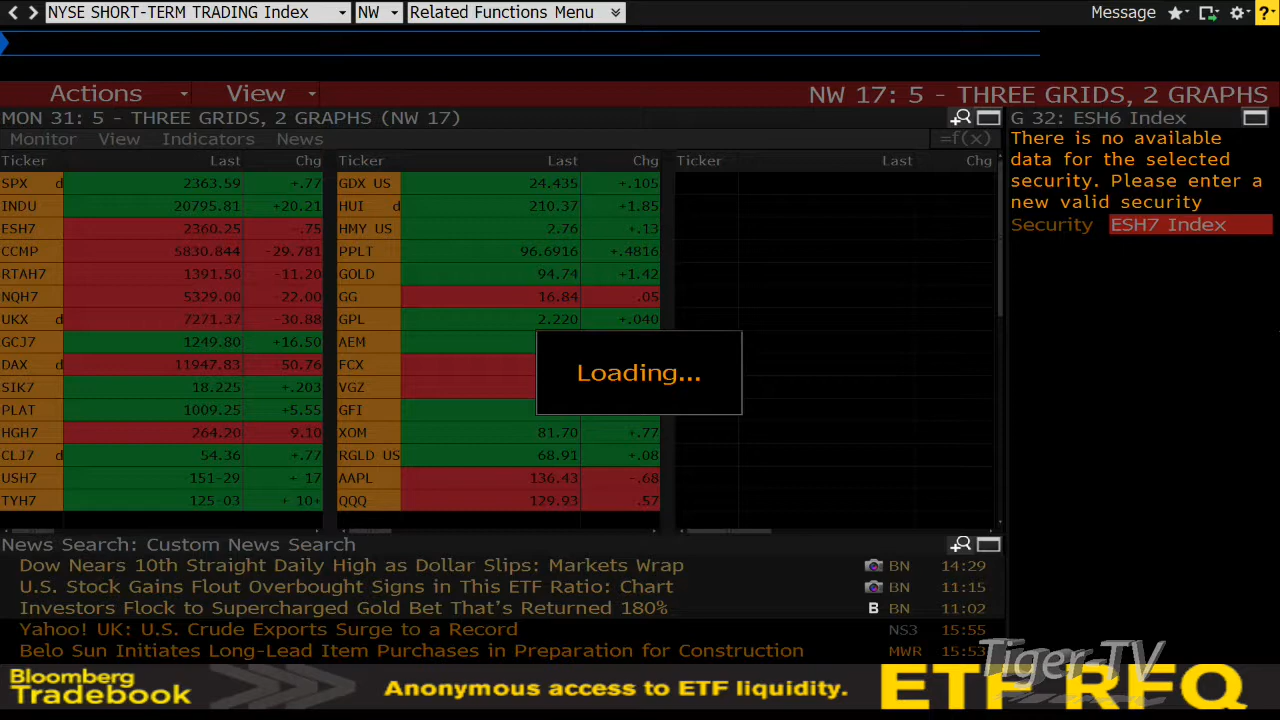 NYSE SHORT-TERM TRADING Index NW Related Functions Menu Message ?
Actions View NW 17: 5 - THREE GRIDS, 2 GRAPHS
MON 31: 5 - THREE GRIDS, 2 GRAPHS (NW 17) G 32: ESH6 Index
Monitor View Indicators News =f(x)
There is no available
data for the selected
security. Please enter a
new valid security
Security ESH7 Index
Ticker Last Chg Ticker Last Chg Ticker Last Chg
SPX d 2363.59 +.77 GDX US 24.435 +.105
INDU 20795.81 +20.21 HUI d 210.37 +1.85
ESH7 2360.25 -.75 HMY US 2.76 +.13
CCMP 5830.844 -29.781 PPLT 96.6916 +.4816
RTAH7 1391.50 -11.20 GOLD 94.74 +1.42
NQH7 5329.00 -22.00 GG 16.84 .05
UKX d 7271.37 -30.88 GPL 2.220 +.040
GCJ7 1249.80 +16.50 AEM
DAX d 11947.83 -50.76 FCX
SIK7 18.225 +.203 VGZ
PLAT 1009.25 +5.55 GFI
HGH7 264.20 9.10 XOM 81.70 +.77
CLJ7 d 54.36 +.77 RGLD US 68.91 +.08
USH7 151-29 + 17 AAPL 136.43 -.68
TYH7 125-03 + 10+ QQQ 129.93 .57
Loading...
News Search: Custom News Search
Dow Nears 10th Straight Daily High as Dollar Slips: Markets Wrap BN 14:29
U.S. Stock Gains Flout Overbought Signs in This ETF Ratio: Chart BN 11:15
Investors Flock to Supercharged Gold Bet That's Returned 180% B BN 11:02
Yahoo! UK: U.S. Crude Exports Surge to a Record NS3 15:55
Belo Sun Initiates Long-Lead Item Purchases in Preparation for Construction MWR 15:53
Tiger-TV
Bloomberg
Tradebook
Anonymous access to ETF liquidity.
ETF RFQ